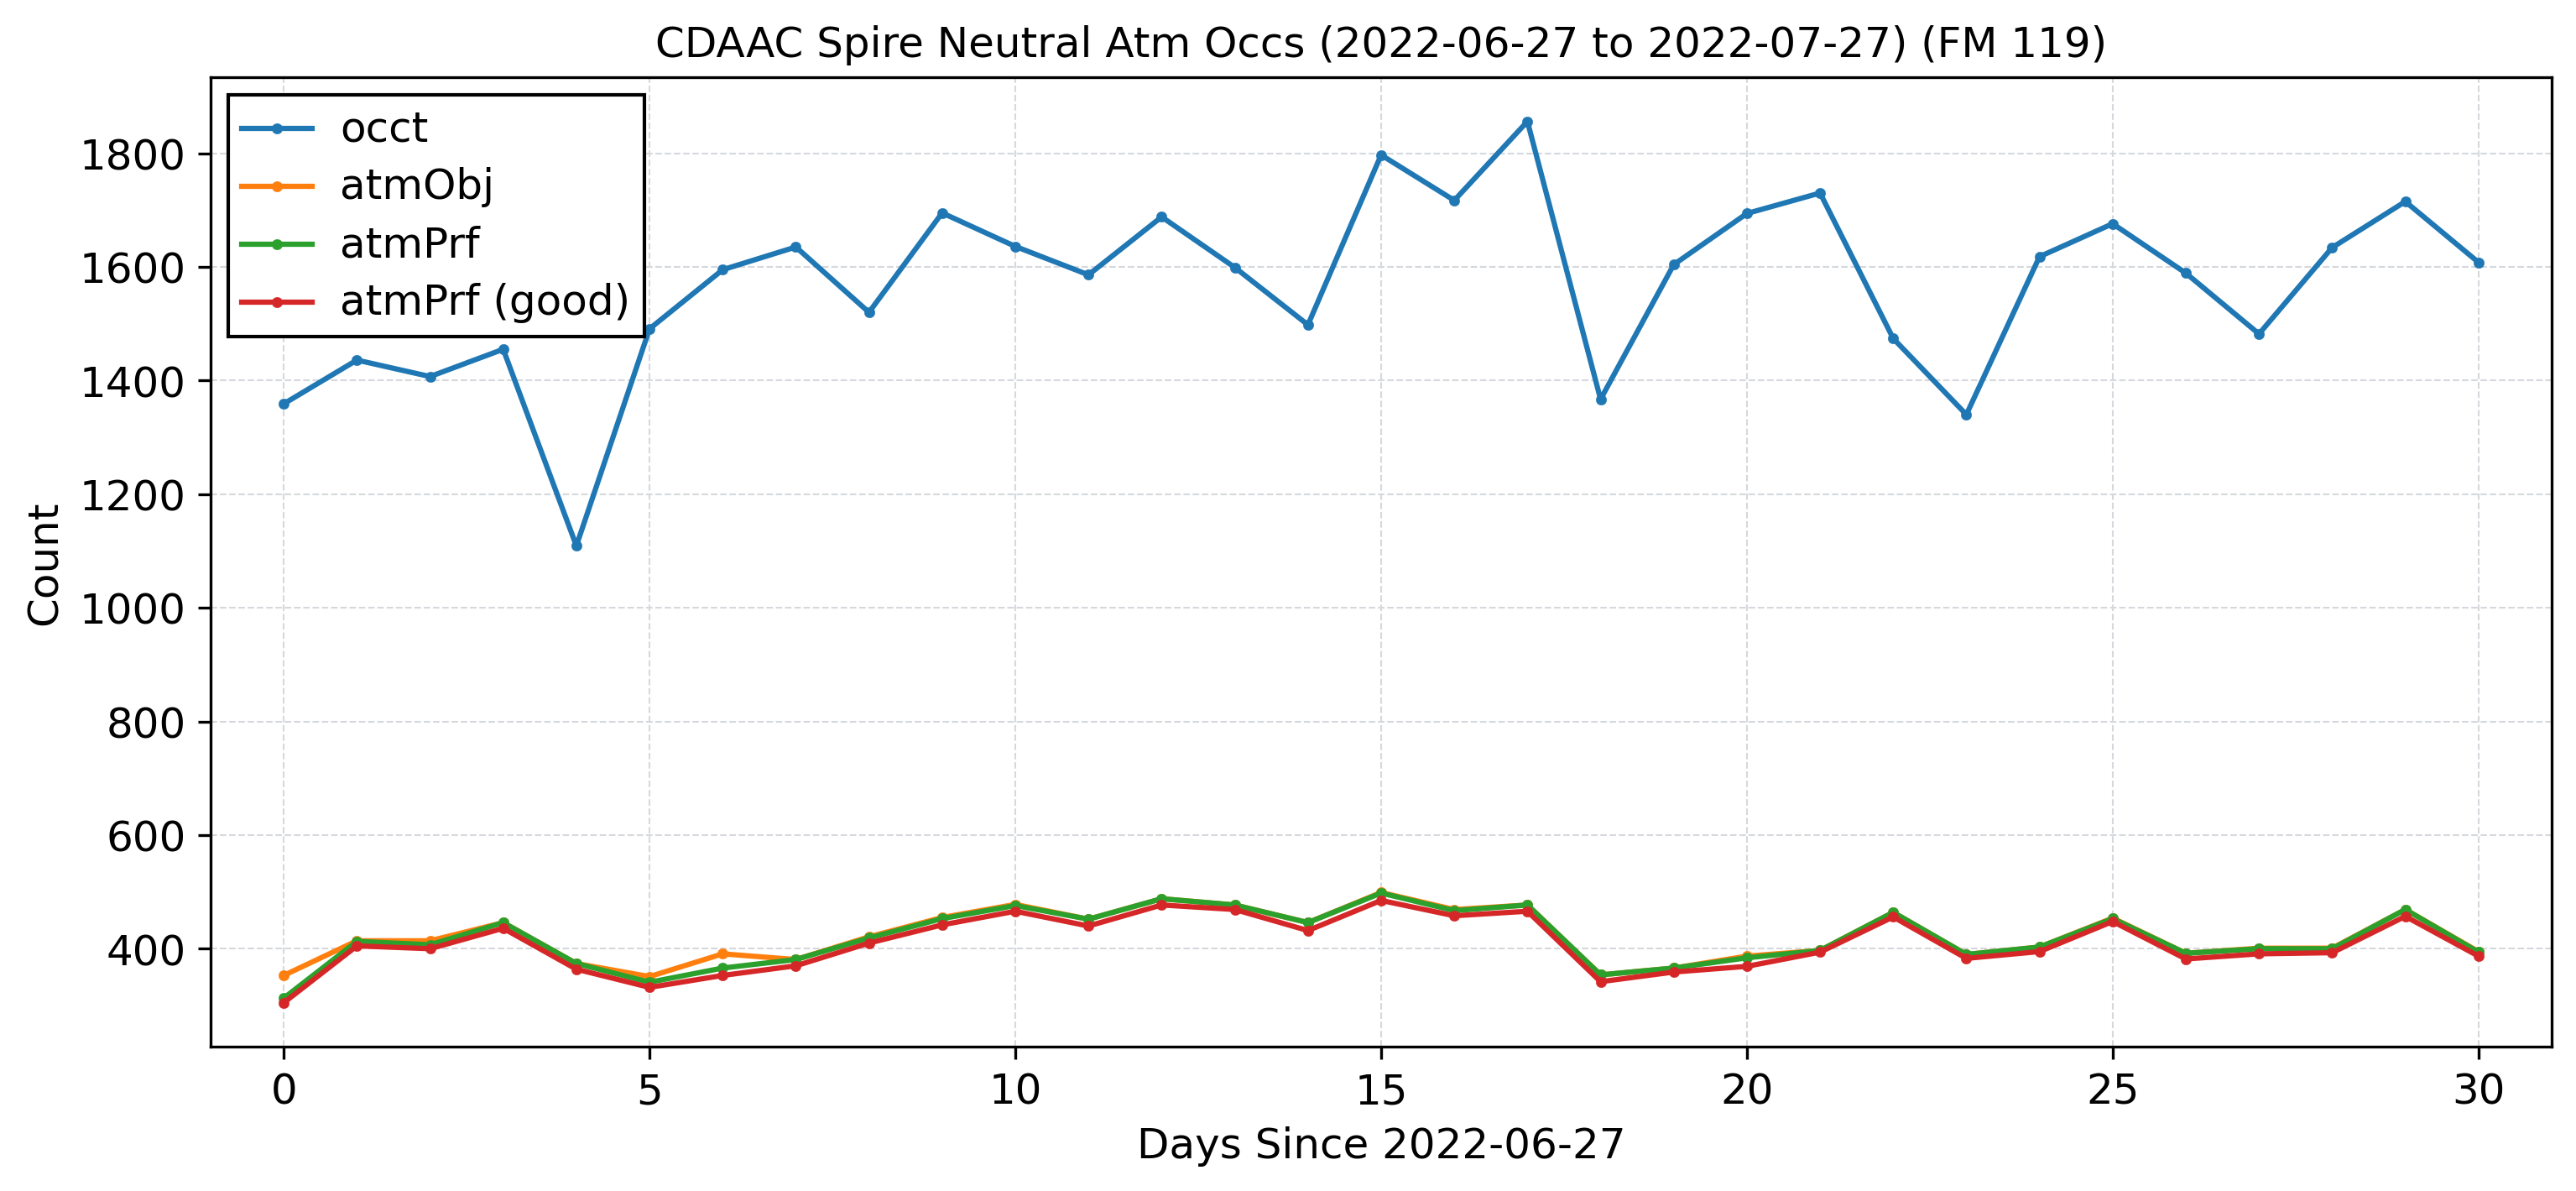 CDAAC Spire Neutral Atm Occs (2022-06-27 to 2022-07-27) (FM 119)
occt
atmObj
atmPrf
atmPrf (good)
Count
1800
1600
1400
1200
1000
800
600
400
0 5 10 15 20 25 30
Days Since 2022-06-27